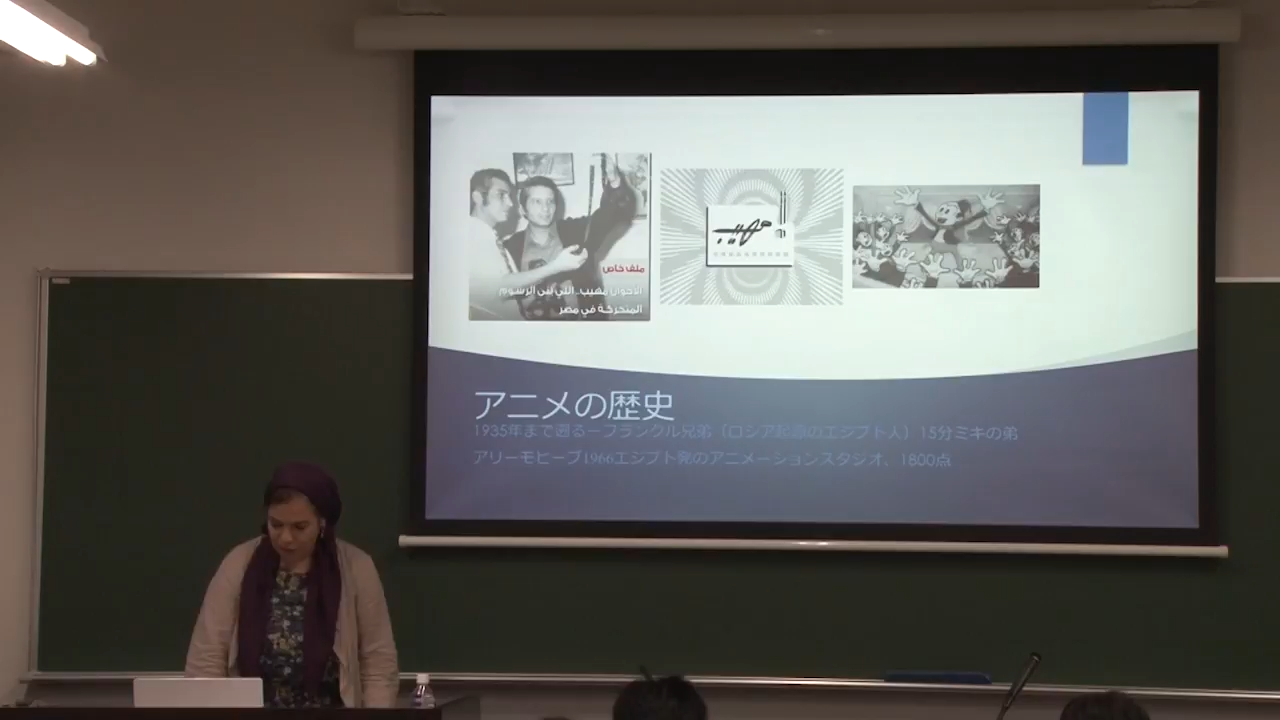 ملف خاص
الأخوان مهيب.. اللي بنى الرسوم
المتحركة في مصر
مهيب
アニメの歴史
1935年まで遡るーフランクル兄弟（ロシア起源のエジプト人）15分ミキの弟
アリーモヒーブ1966エジプト発のアニメーションスタジオ、1800点